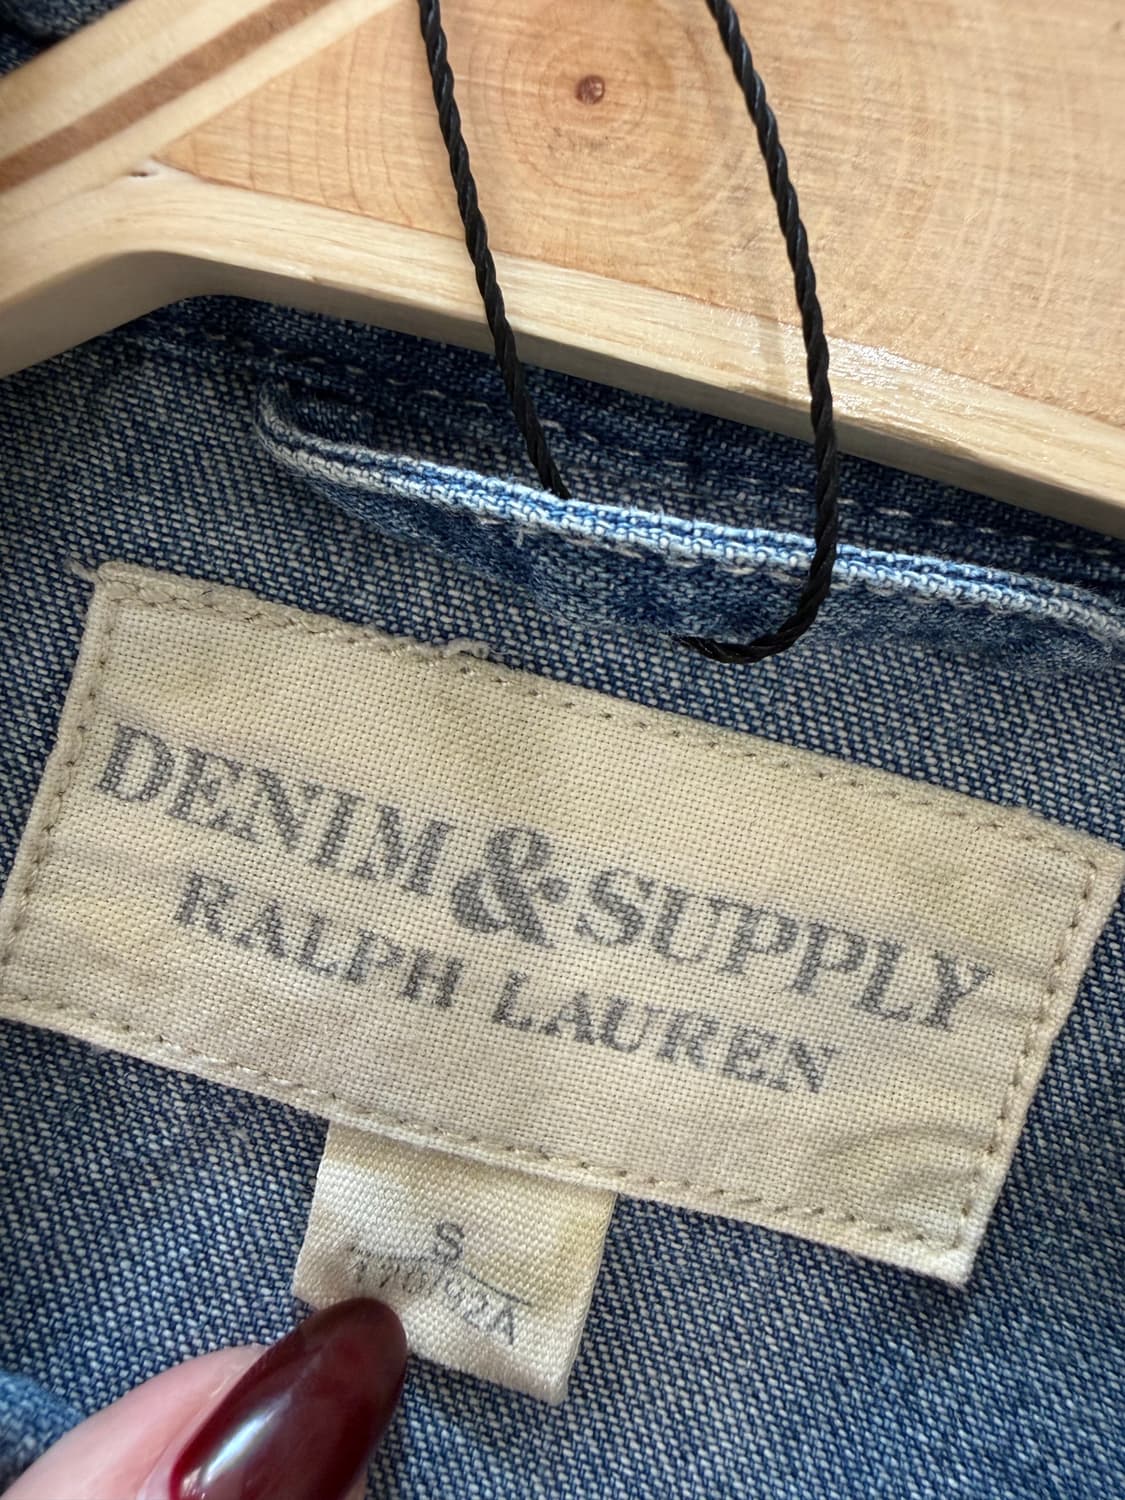 DENIM & SUPPLY
RALPH LAUREN
S
170/92A